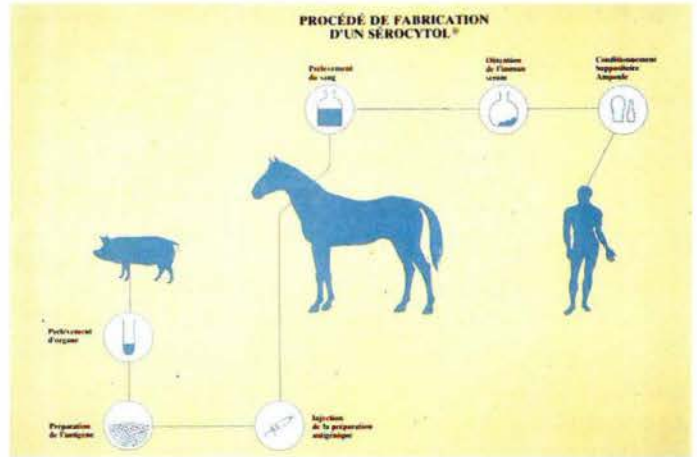 PROCÉDÉ DE FABRICATION
D'UN SÉROCYTOL®
Prélèvement
du sang
Obtention
de l'immun
serum
Conditionnement
Suppositoire
Ampoule
Prélèvement
d'organe
Préparation
de l'antigène
Injection
de la préparation
antigénique